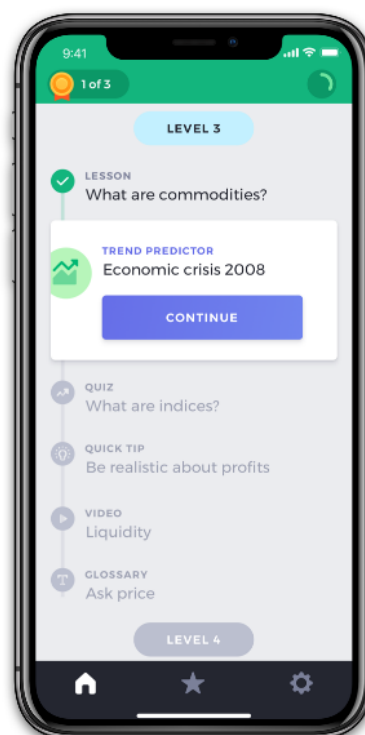 9:41
1 of 3
LEVEL 3
LESSON
What are commodities?
TREND PREDICTOR
Economic crisis 2008
CONTINUE
QUIZ
What are indices?
QUICK TIP
Be realistic about profits
VIDEO
Liquidity
T
GLOSSARY
Ask price
LEVEL 4